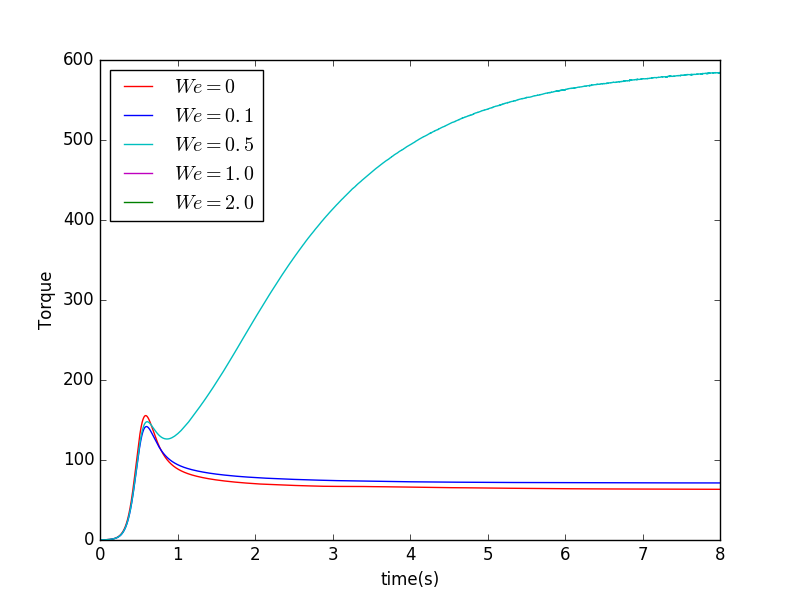 600
500
400
300
200
100
0
Torque
We = 0
We = 0.1
We = 0.5
We = 1.0
We = 2.0
0 1 2 3 4 5 6 7 8
time(s)